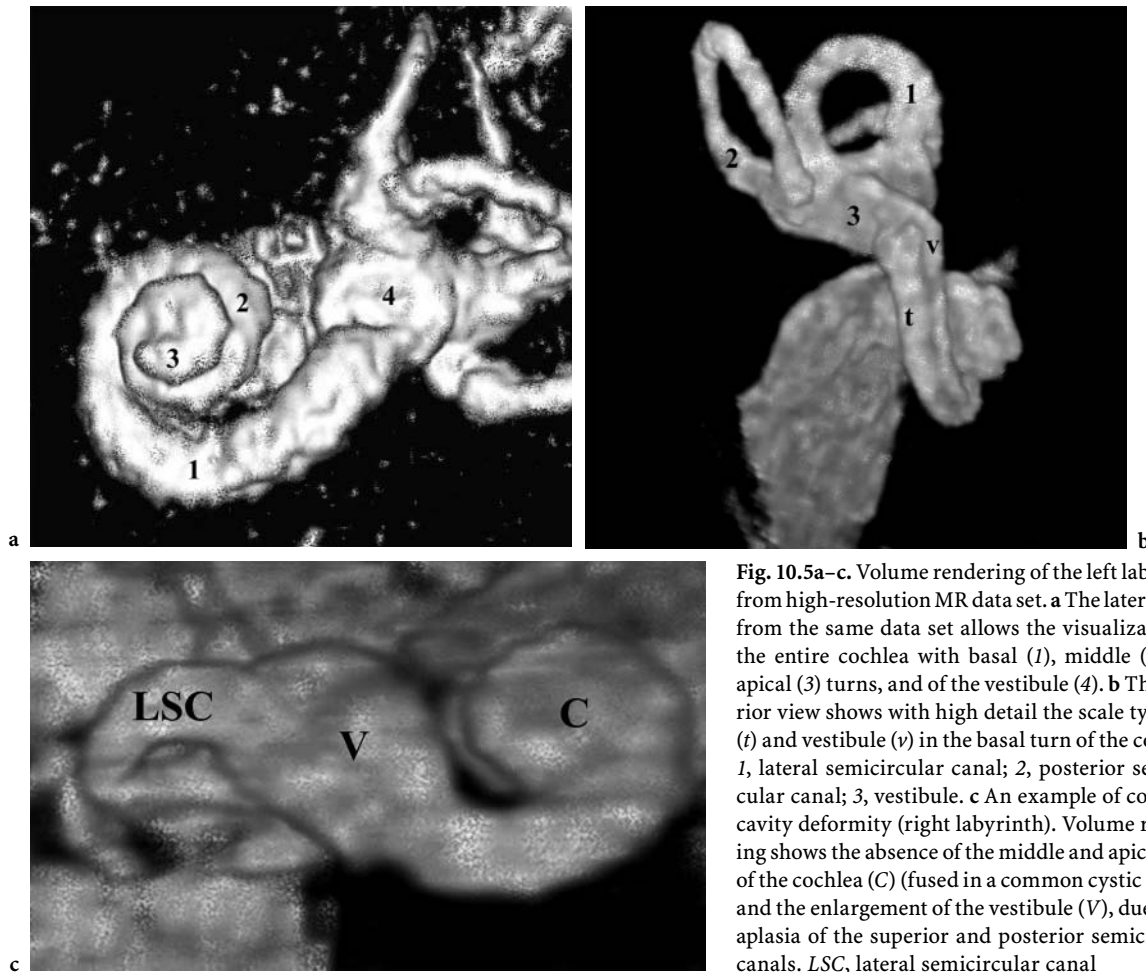 2
3
1
4
a
1
2
3
v
t
b
LSC
V
C
c
Fig. 10.5a–c. Volume rendering of the left lab
from high-resolution MR data set. a The later
from the same data set allows the visualiza
the entire cochlea with basal (1), middle (
apical (3) turns, and of the vestibule (4). b Th
rior view shows with high detail the scale ty
(t) and vestibule (v) in the basal turn of the c
1, lateral semicircular canal; 2, posterior se
cular canal; 3, vestibule. c An example of co
cavity deformity (right labyrinth). Volume r
ing shows the absence of the middle and apic
of the cochlea (C) (fused in a common cystic
and the enlargement of the vestibule (V), due
aplasia of the superior and posterior semic
canals. LSC, lateral semicircular canal